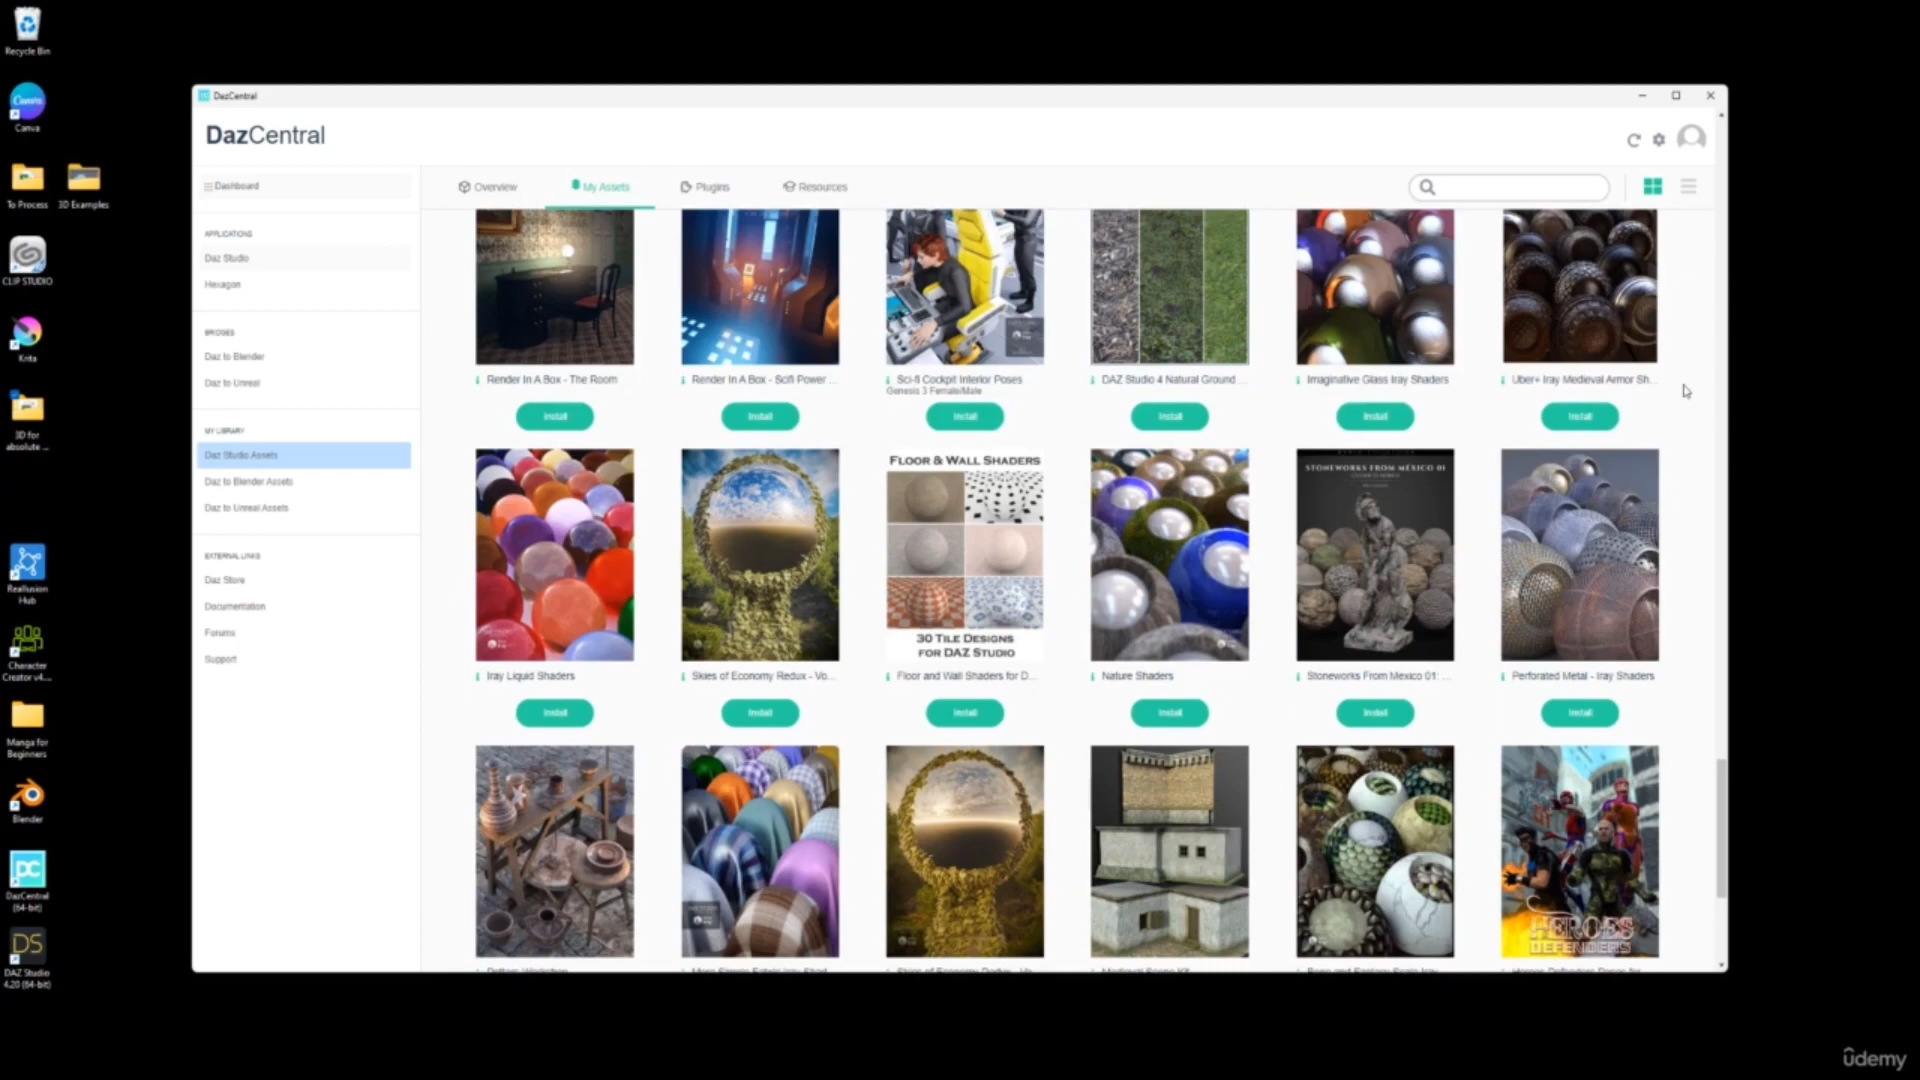 Recycle Bin
Canva
To Process
3D Examples
CLIP STUDIO
Krita
3D for
absolute ...
Reallusion
Hub
Character
Creator v4....
Manga for
Beginners
Blender
DazCentral
(64-bit)
DAZ Studio
4.20 (64-bit)
DazCentral
DazCentral
Dashboard
APPLICATIONS
Daz Studio
Hexagon
BRIDGES
Daz to Blender
Daz to Unreal
MY LIBRARY
Daz Studio Assets
Daz to Blender Assets
Daz to Unreal Assets
EXTERNAL LINKS
Daz Store
Documentation
Forums
Support
Overview
My Assets
Plugins
Resources
Render In A Box - The Room
Render In A Box - Scifi Power ...
Sci-fi Cockpit Interior Poses
Genesis 3 Female/Male
DAZ Studio 4 Natural Ground ...
Imaginative Glass Iray Shaders
Uber+ Iray Medieval Armor Sh...
Install
Install
Install
Install
Install
Install
FLOOR & WALL SHADERS
30 TILE DESIGNS
FOR DAZ STUDIO
STONEWORKS FROM MEXICO 01
Iray Liquid Shaders
Skies of Economy Redux - Vo...
Floor and Wall Shaders for D...
Nature Shaders
Stoneworks From Mexico 01: ...
Perforated Metal - Iray Shaders
Install
Install
Install
Install
Install
Install
HEROES
DEFENDERS
udemy